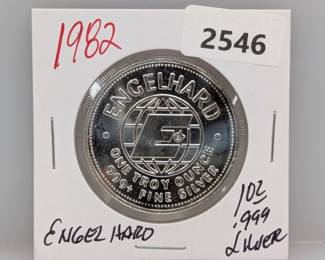 1982
2546
ENGELHARD
ONE TROY OUNCE
999+ FINE SILVER
ENGELHARD
1OZ
.999
SILVER